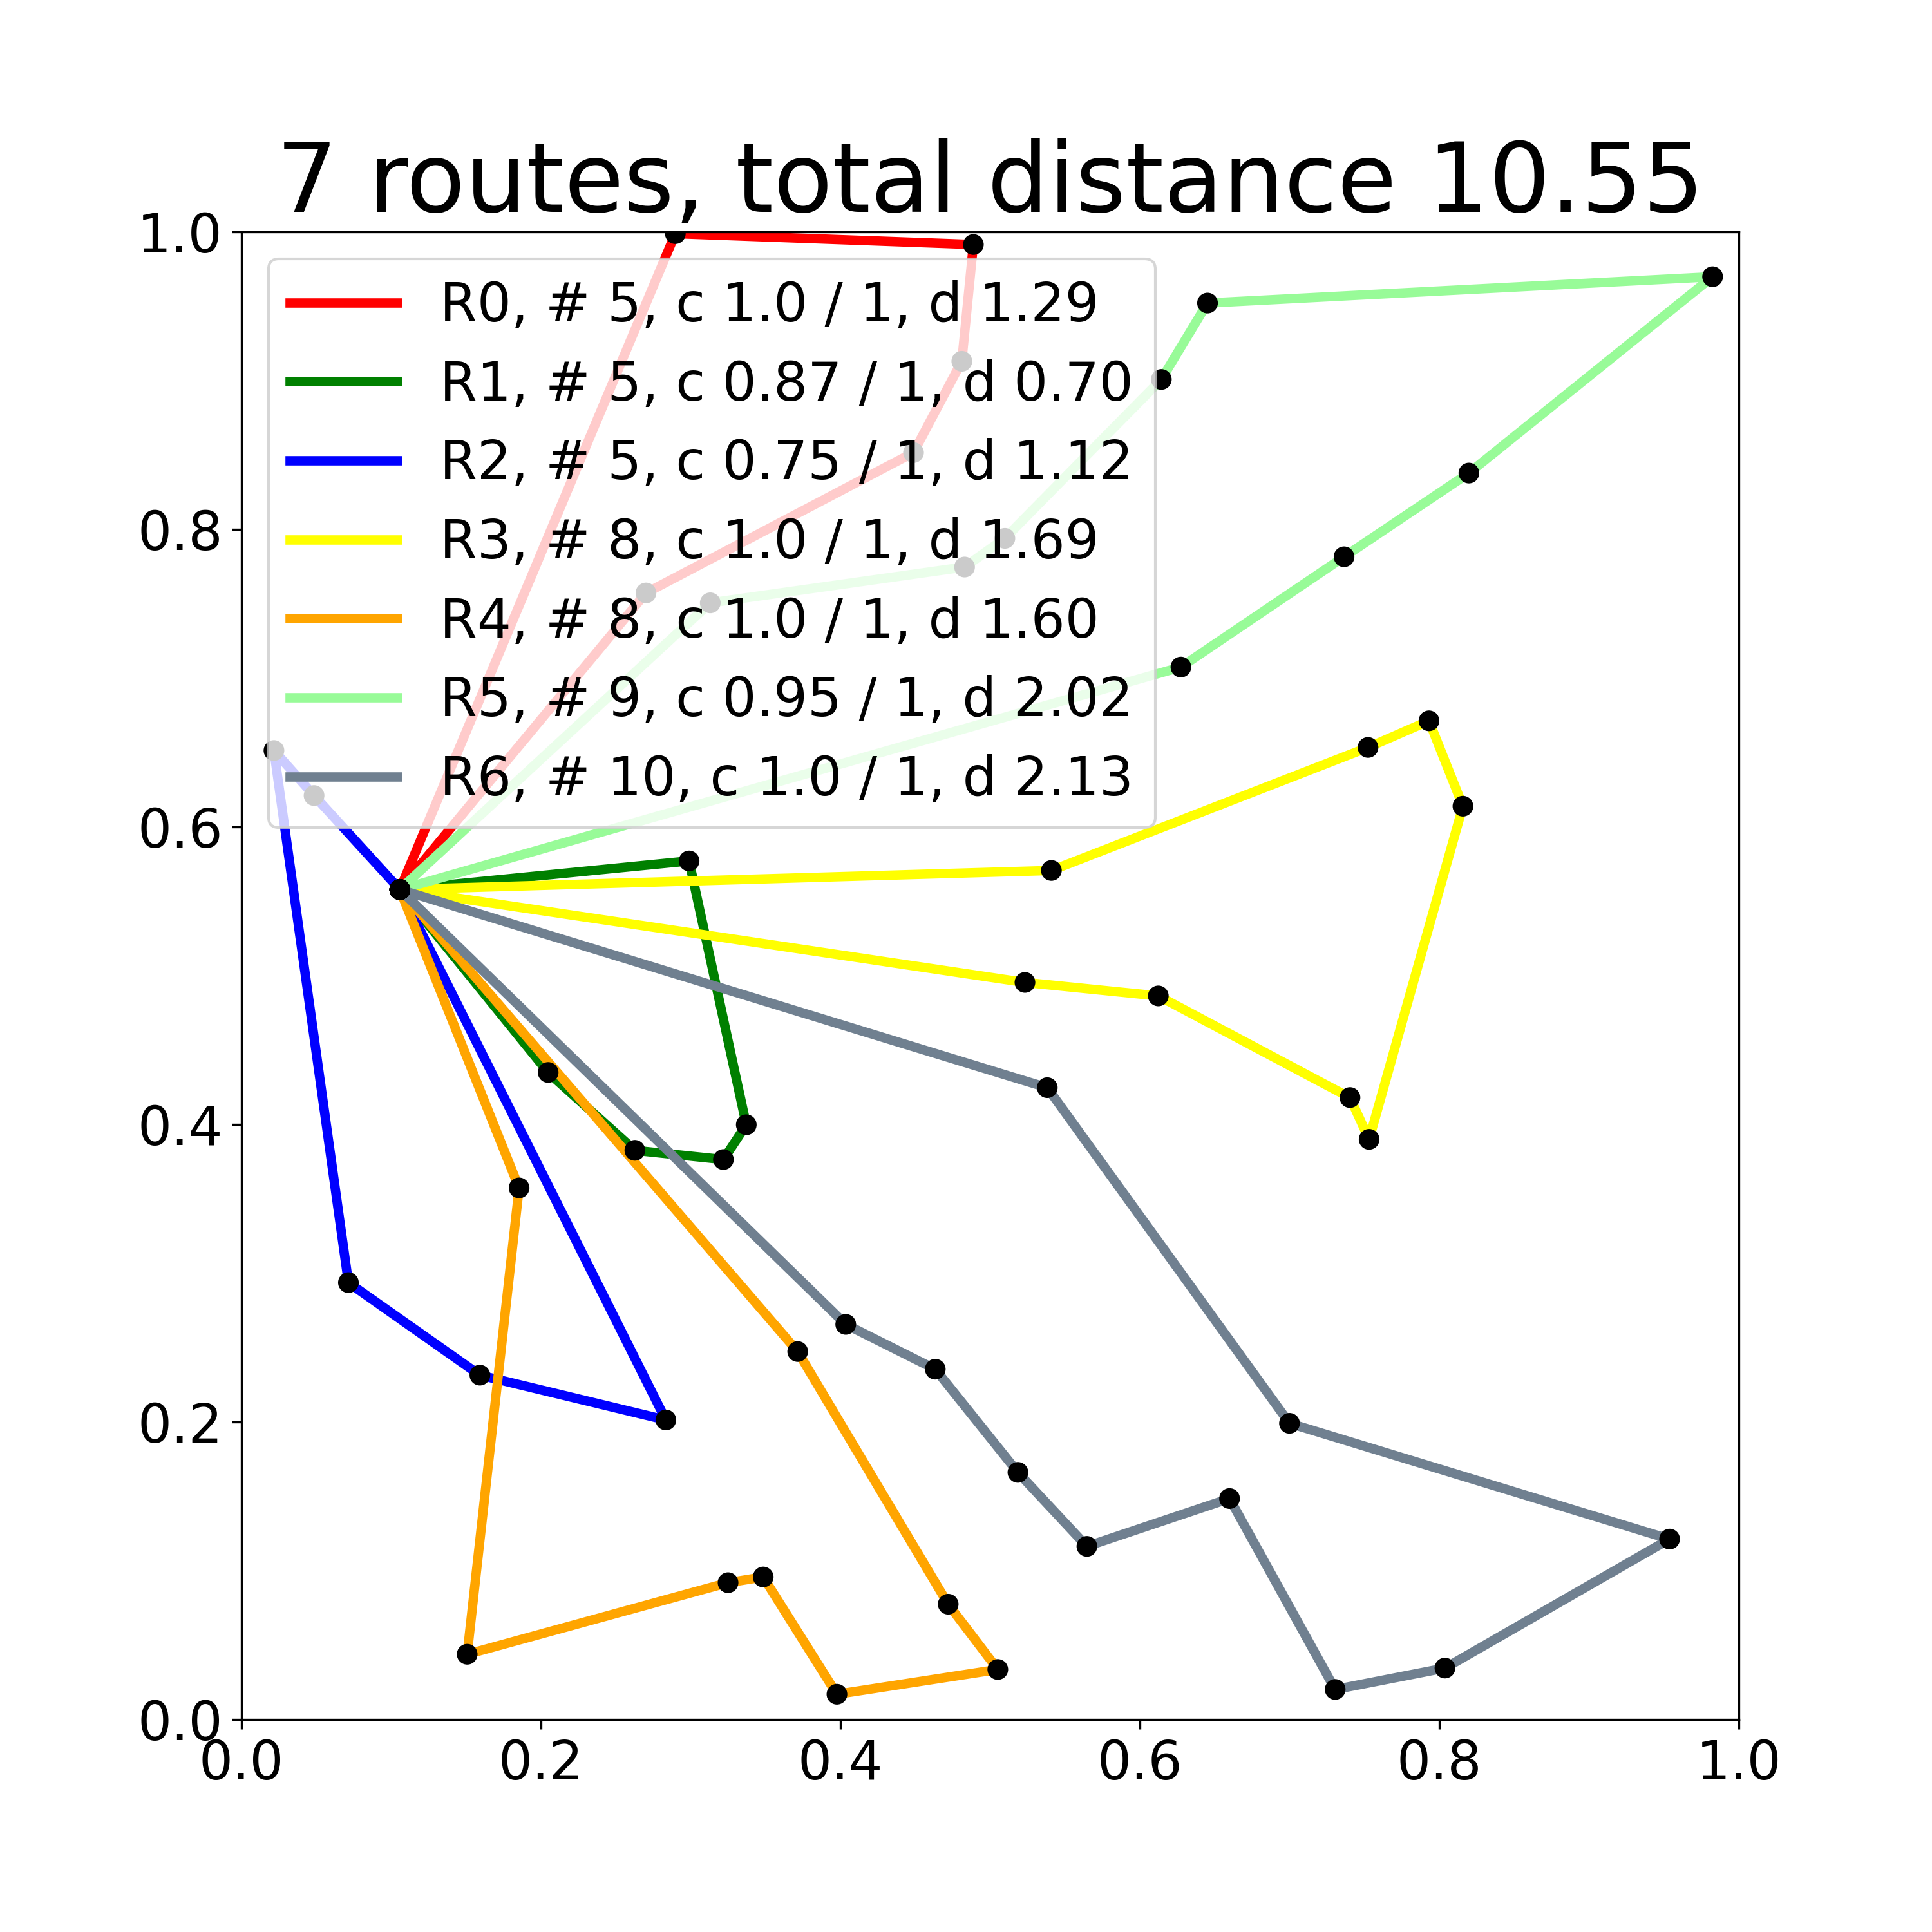 7 routes, total distance 10.55
1.0
R0, # 5, c 1.0 / 1, d 1.29
R1, # 5, c 0.87 / 1, d 0.70
R2, # 5, c 0.75 / 1, d 1.12
0.8
R3, # 8, c 1.0 / 1, d 1.69
R4, # 8, c 1.0 / 1, d 1.60
R5, # 9, c 0.95 / 1, d 2.02
R6, # 10, c 1.0 / 1, d 2.13
0.6
0.4
0.2
0.0
0.0 0.2 0.4 0.6 0.8 1.0